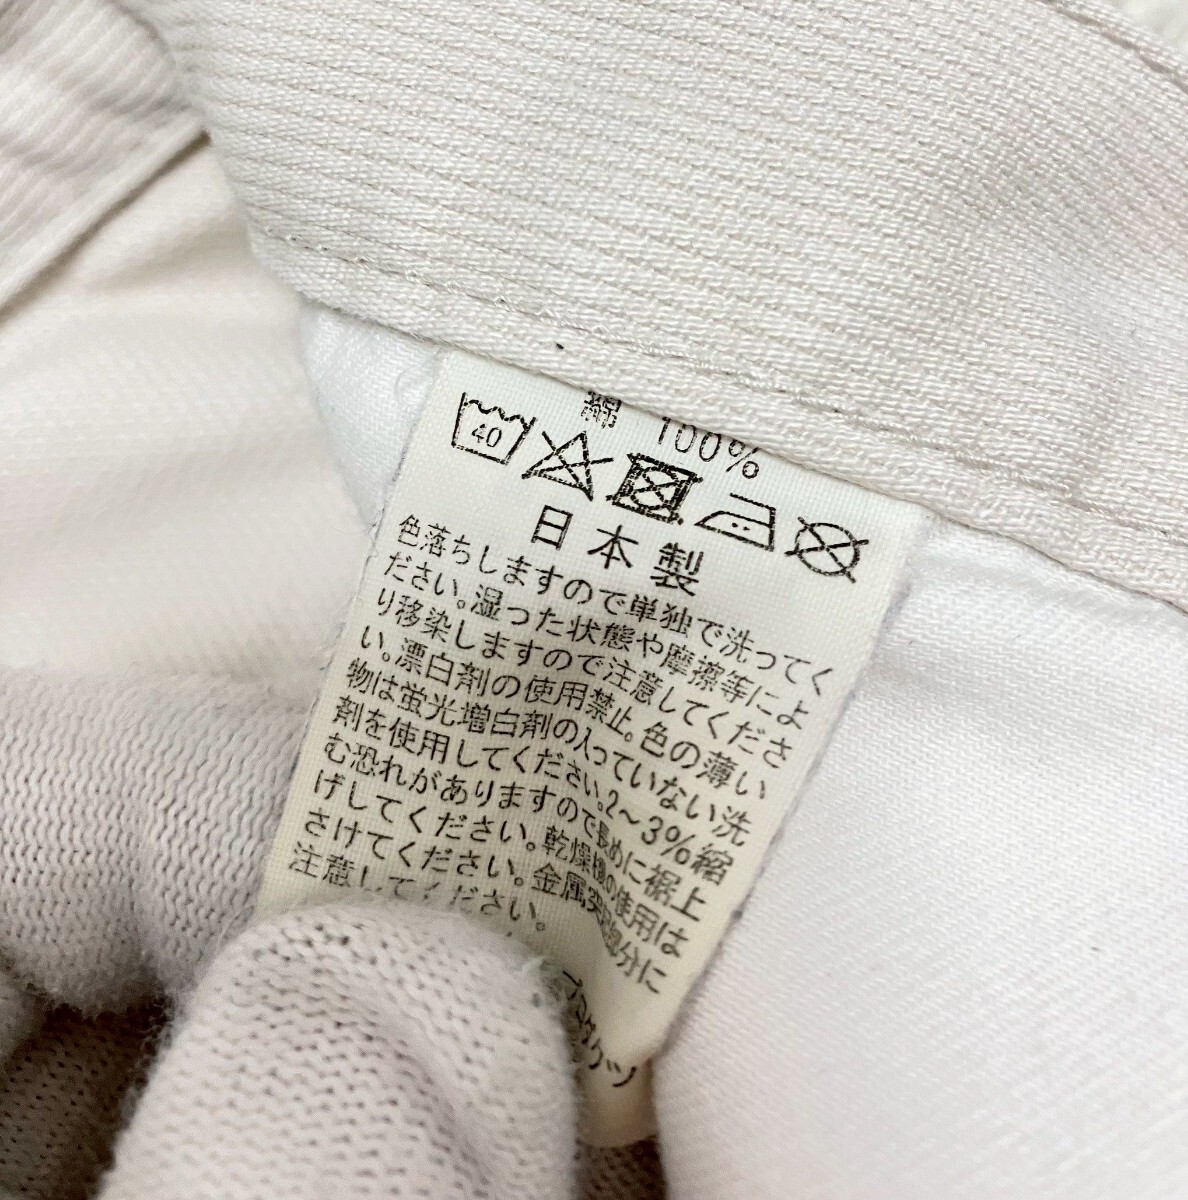 綿 100%
40
日本製
色落ちしますので単独で洗ってく
ださい。湿った状態や摩擦等によ
り移染しますので注意してくださ
い。漂白剤の使用禁止。色の薄い
物は蛍光増白剤の入っていない洗
剤を使用してください。2〜3%縮
む恐れがありますので長めに裾上
げしてください。乾燥機の使用は
さけてください。金属突起部分に
注意してください。